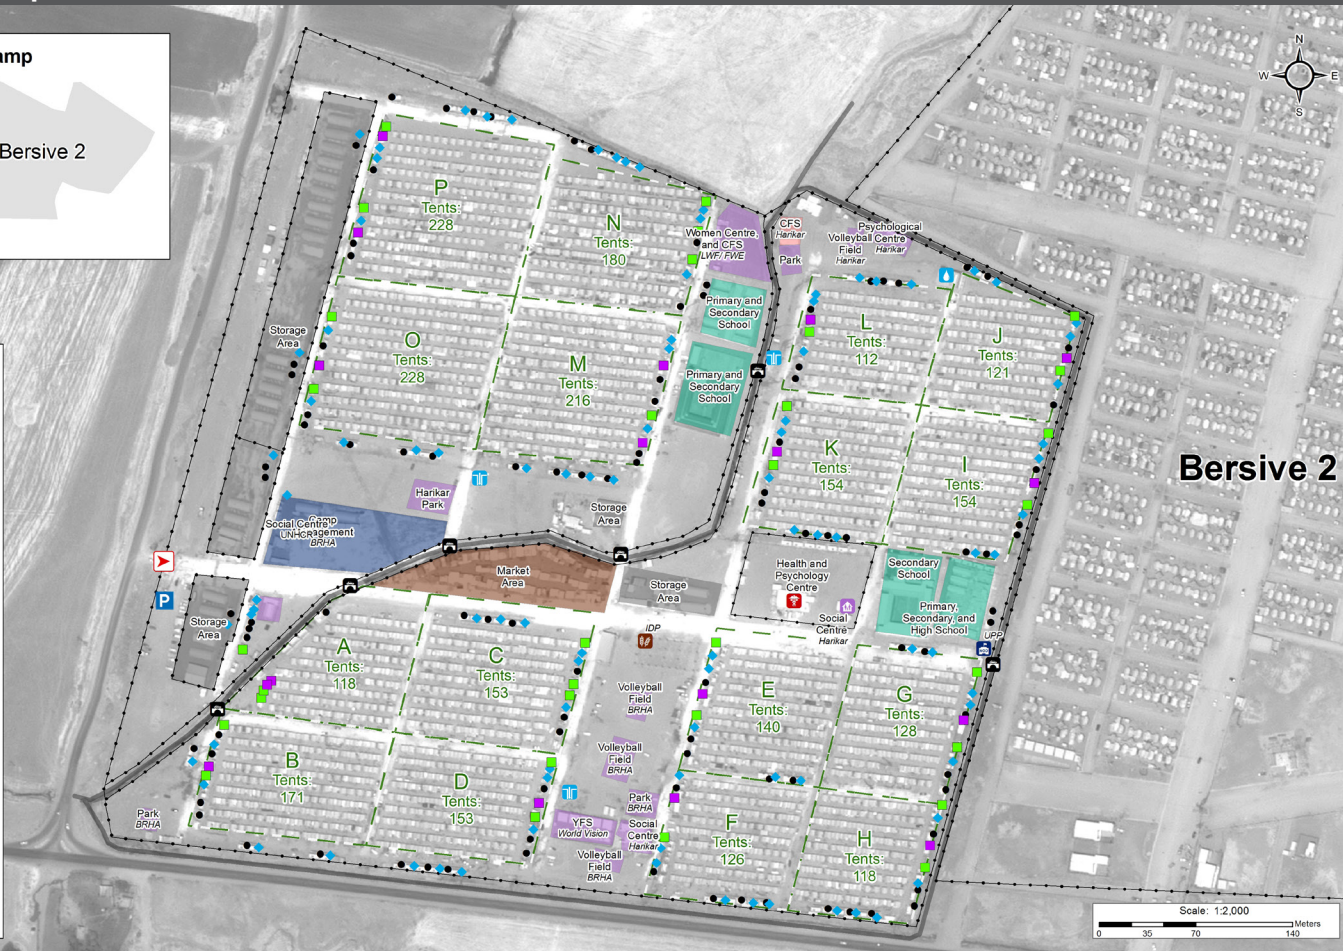 amp
Bersive 2
N
W
E
S
P
Tents:
228
N
Tents:
180
Women Centre,
and CFS
LWF/ FWE
CFS
Harikar
Park
Volleyball
Field
Harikar
Psychological
Centre
Harikar
Primary and
Secondary
School
Storage
Area
O
Tents:
228
M
Tents:
216
Primary and
Secondary
School
L
Tents:
112
J
Tents:
121
K
Tents:
154
I
Tents:
154
Bersive 2
Harikar
Park
Storage
Area
Social Centre
UNHCR
Camp
Management
BRHA
Market
Area
Storage
Area
Health and
Psychology
Centre
Secondary
School
Primary,
Secondary, and
High School
Social
Centre
Harikar
P
Storage
Area
IDP
UPP
A
Tents:
118
C
Tents:
153
Volleyball
Field
BRHA
E
Tents:
140
G
Tents:
128
B
Tents:
171
D
Tents:
153
Volleyball
Field
BRHA
Park
BRHA
Park
BRHA
YFS
World Vision
Social
Centre
Harikar
Volleyball
Field
BRHA
F
Tents:
126
H
Tents:
118
Scale: 1:2,000
Meters
0 35 70 140